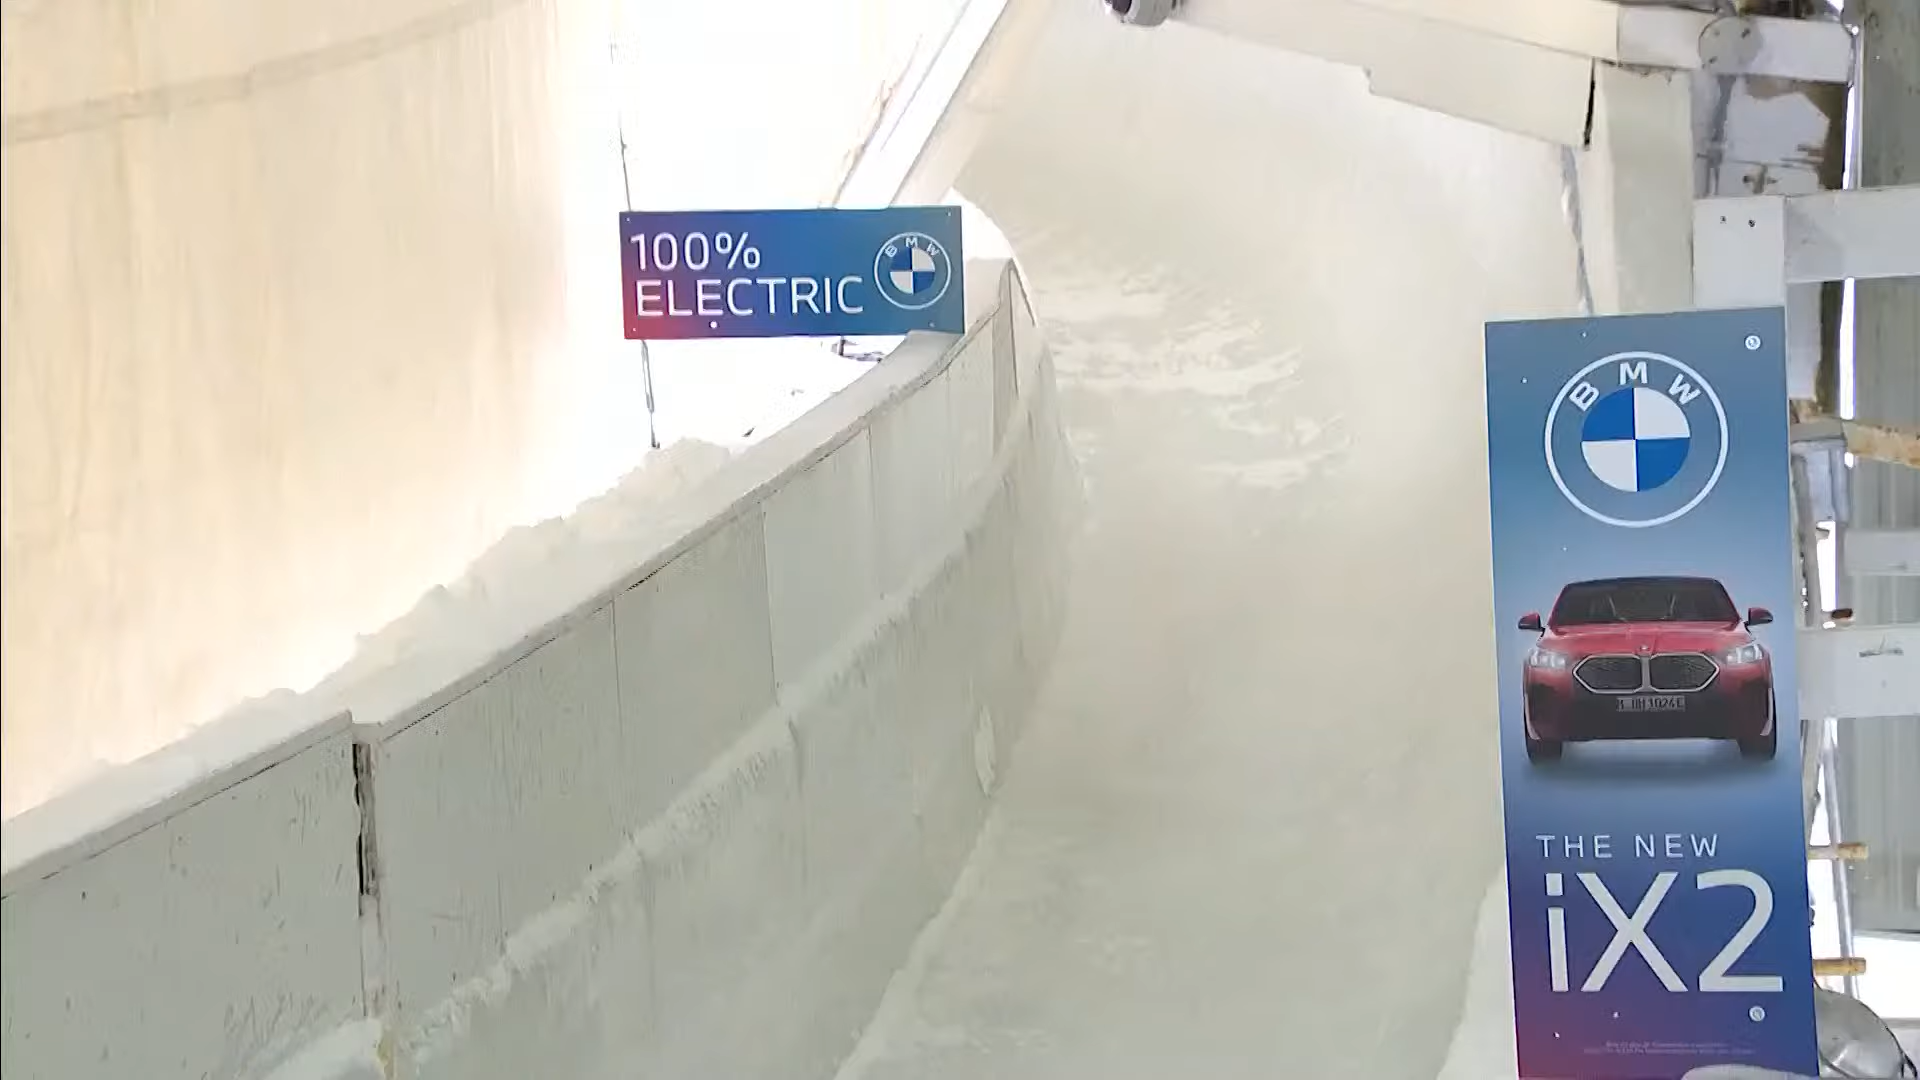 100%
ELECTRIC
BMW
BMW
THE NEW
iX2